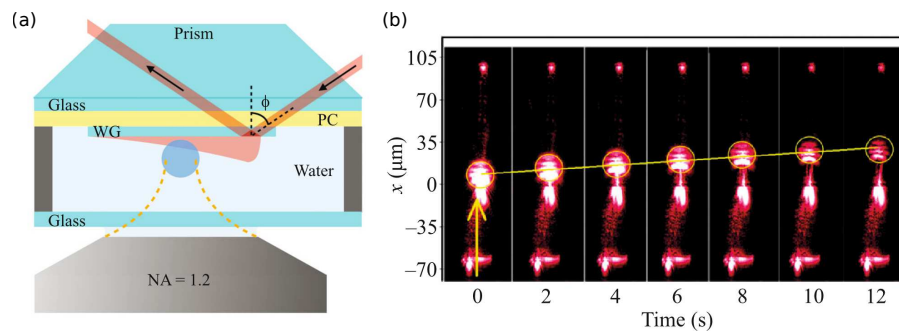 (a)
Prism
ϕ
Glass
PC
WG
Water
Glass
NA = 1.2
(b)
105
70
35
0
−35
−70
x (μm)
0 2 4 6 8 10 12
Time (s)